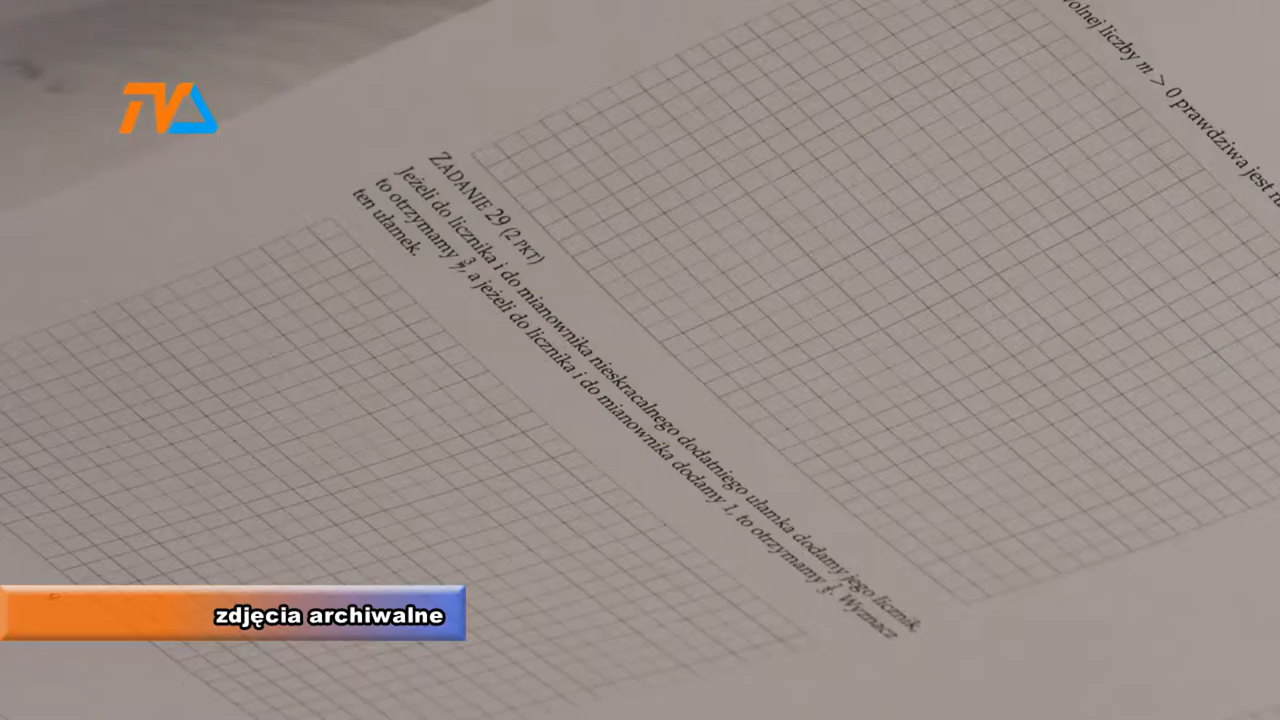 TVA
wolnej liczby m > 0 prawdziwa jest
ZADANIE 29 (2 PKT)
Jeżeli do licznika i do mianownika nieskracalnego dodatniego ułamka dodamy jego licznik,
to otrzymamy, a jeżeli do licznika i do mianownika dodamy 1, to otrzymamy. Wyznacz
ten ułamek.
zdjęcia archiwalne